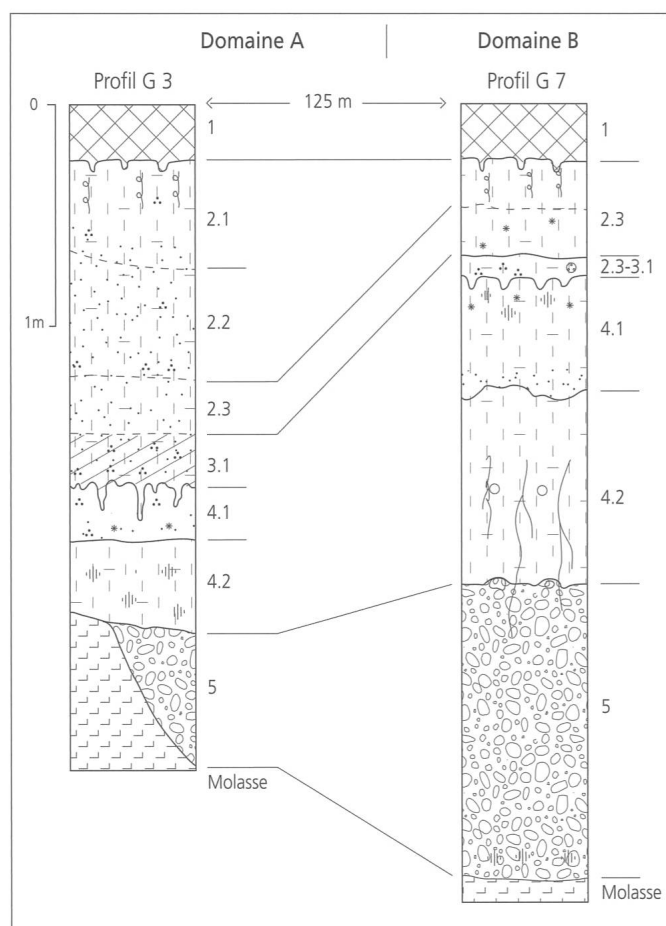 Domaine A
Domaine B
Profil G 3
125 m
Profil G 7
0
1m
1
2.1
2.2
2.3
3.1
4.1
4.2
5
Molasse
1
2.3
2.3-3.1
4.1
4.2
5
Molasse